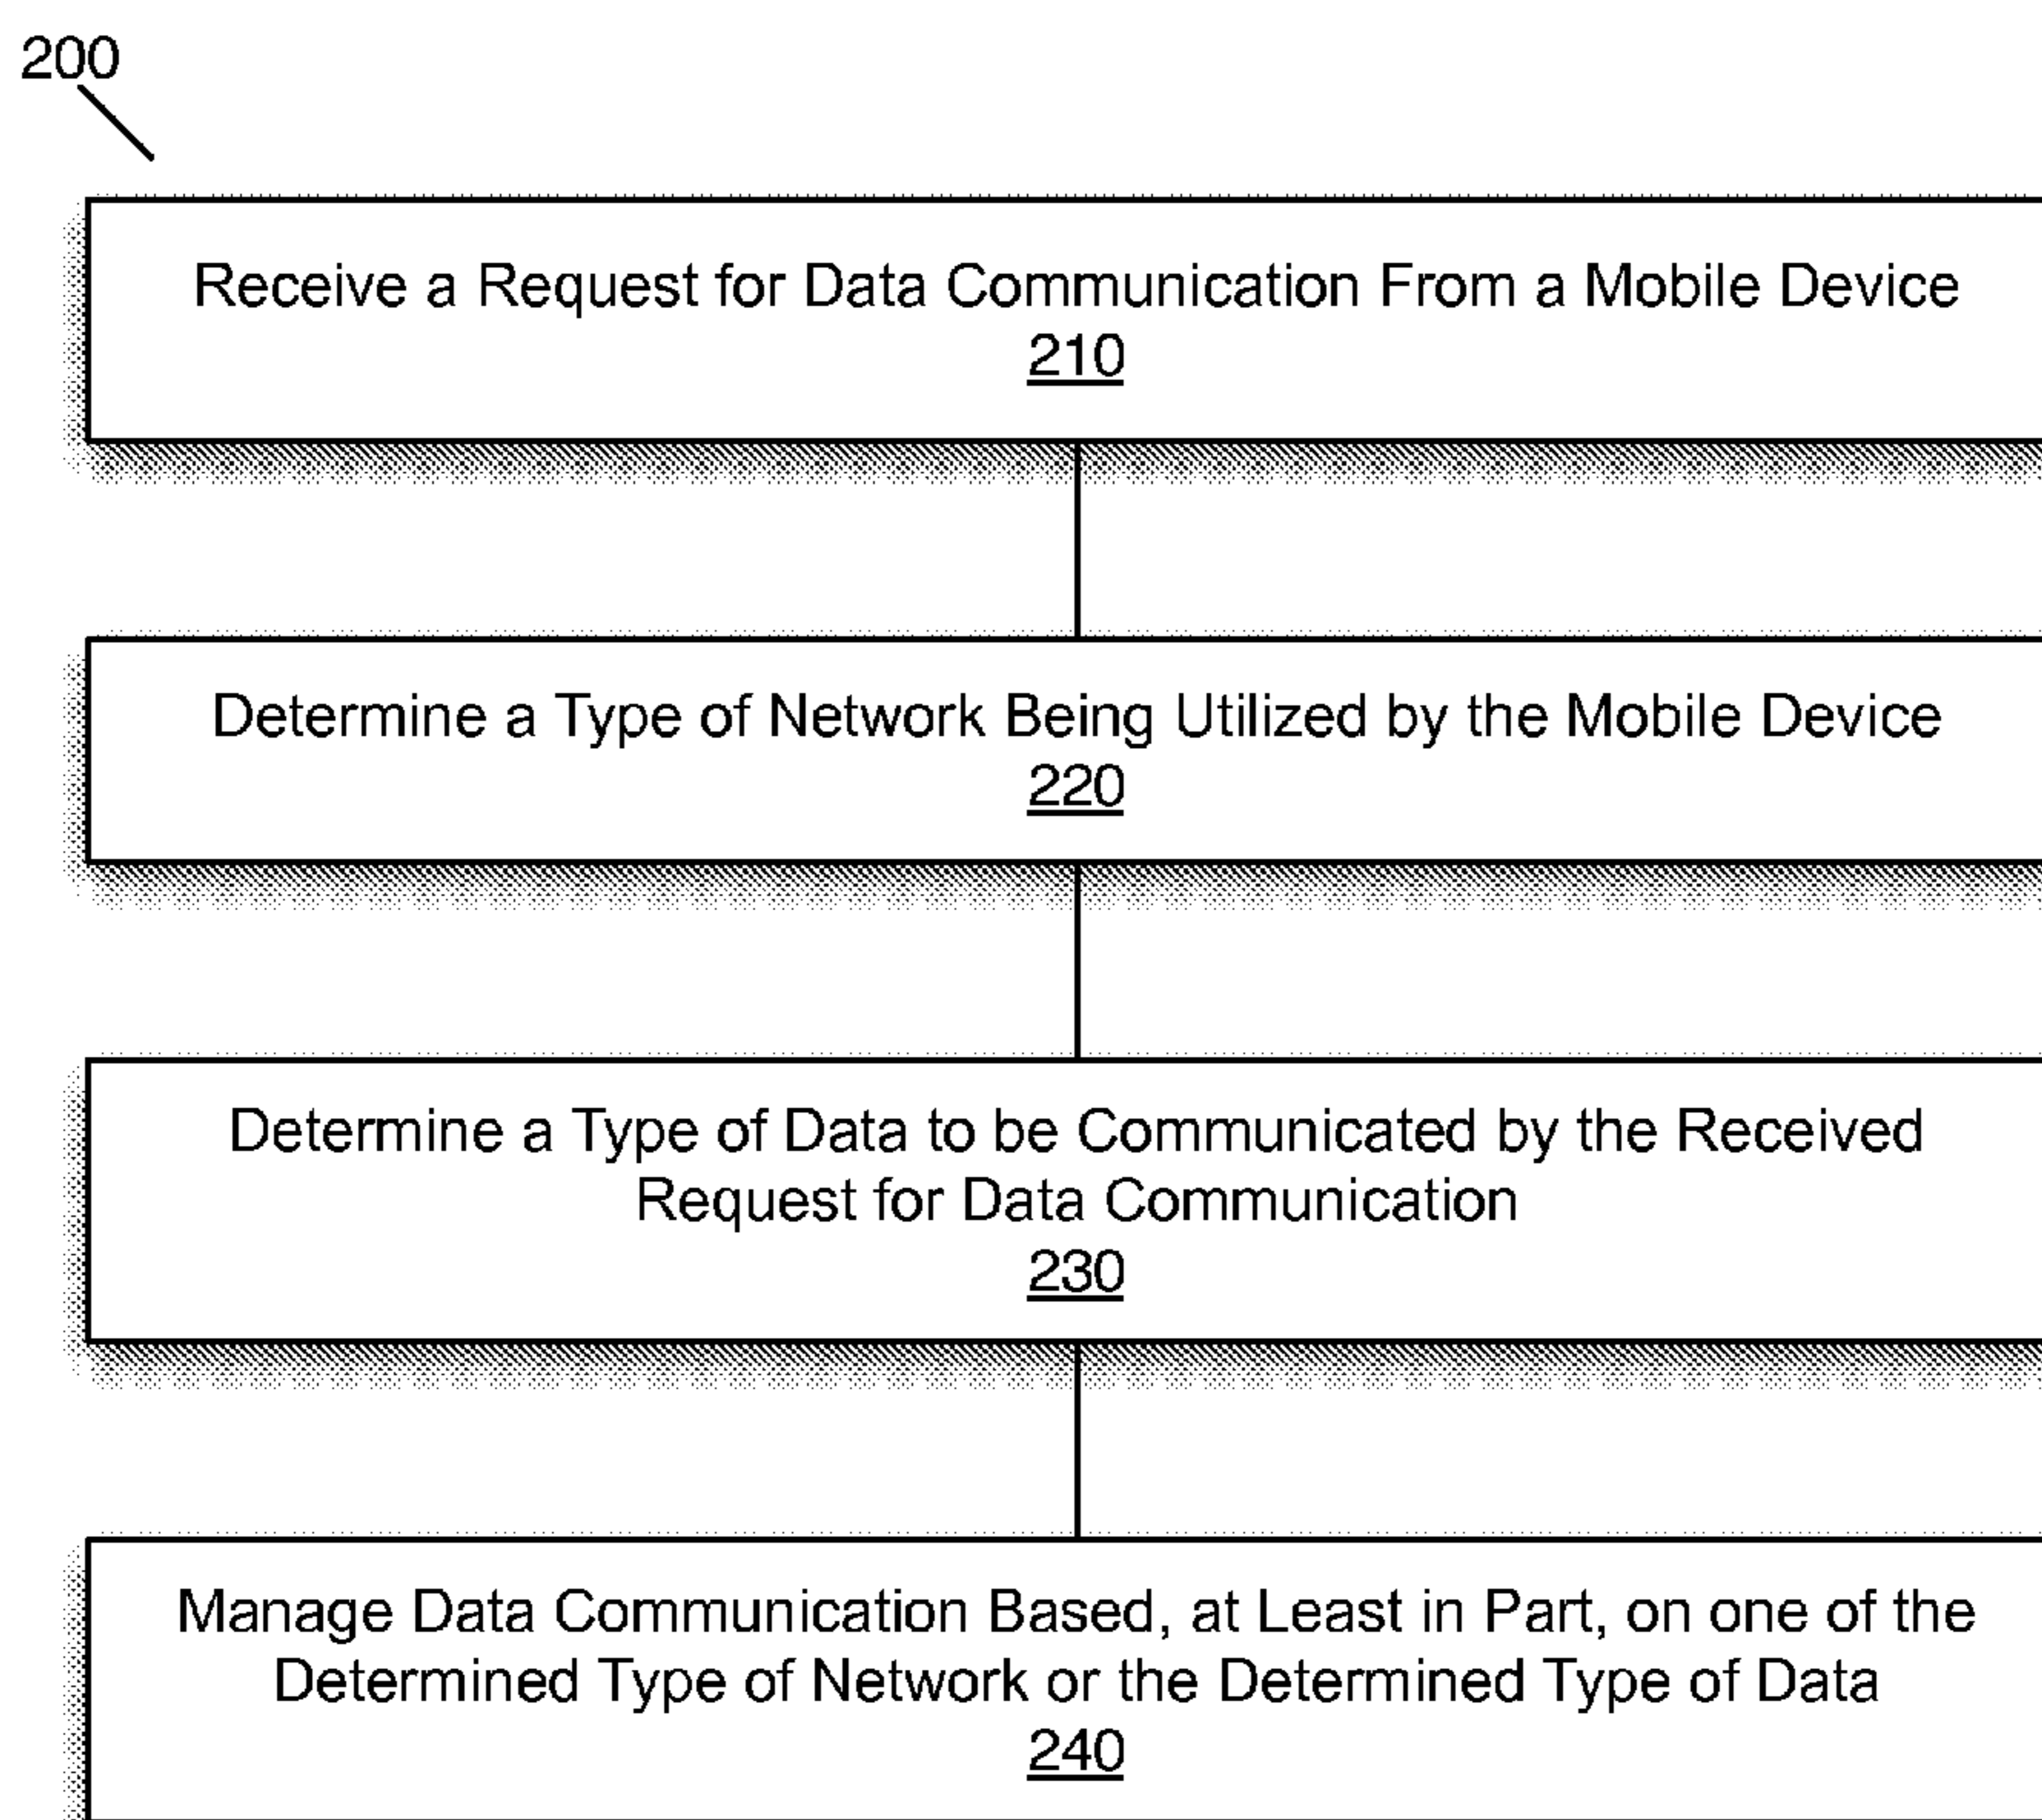 200
Receive a Request for Data Communication From a Mobile Device
210
Determine a Type of Network Being Utilized by the Mobile Device
220
Determine a Type of Data to be Communicated by the Received
Request for Data Communication
230
Manage Data Communication Based, at Least in Part, on one of the
Determined Type of Network or the Determined Type of Data
240